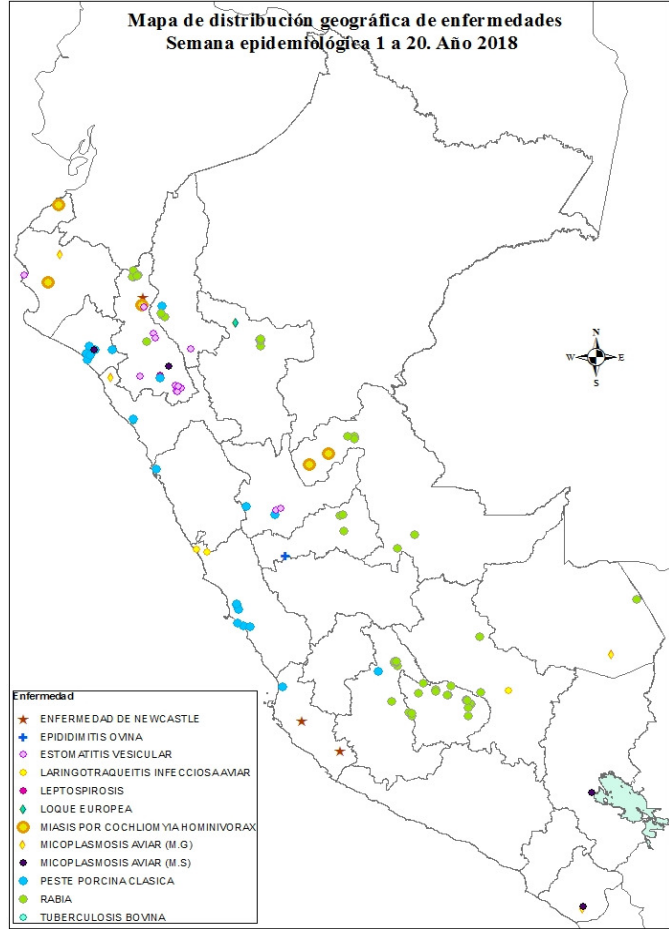 Mapa de distribución geográfica de enfermedades
Semana epidemiológica 1 a 20. Año 2018
N
W E
S
Enfermedad
ENFERMEDAD DE NEWCASTLE
EPIDIDIMITIS OVINA
ESTOMATITIS VESICULAR
LARINGOTRAQUEITIS INFECCIOSA AVIAR
LEPTOSPIROSIS
LOQUE EUROPEA
MIASIS POR COCHLIOMYIA HOMINIVORAX
MICOPLASMOSIS AVIAR (M.G)
MICOPLASMOSIS AVIAR (M.S)
PESTE PORCINA CLASICA
RABIA
TUBERCULOSIS BOVINA